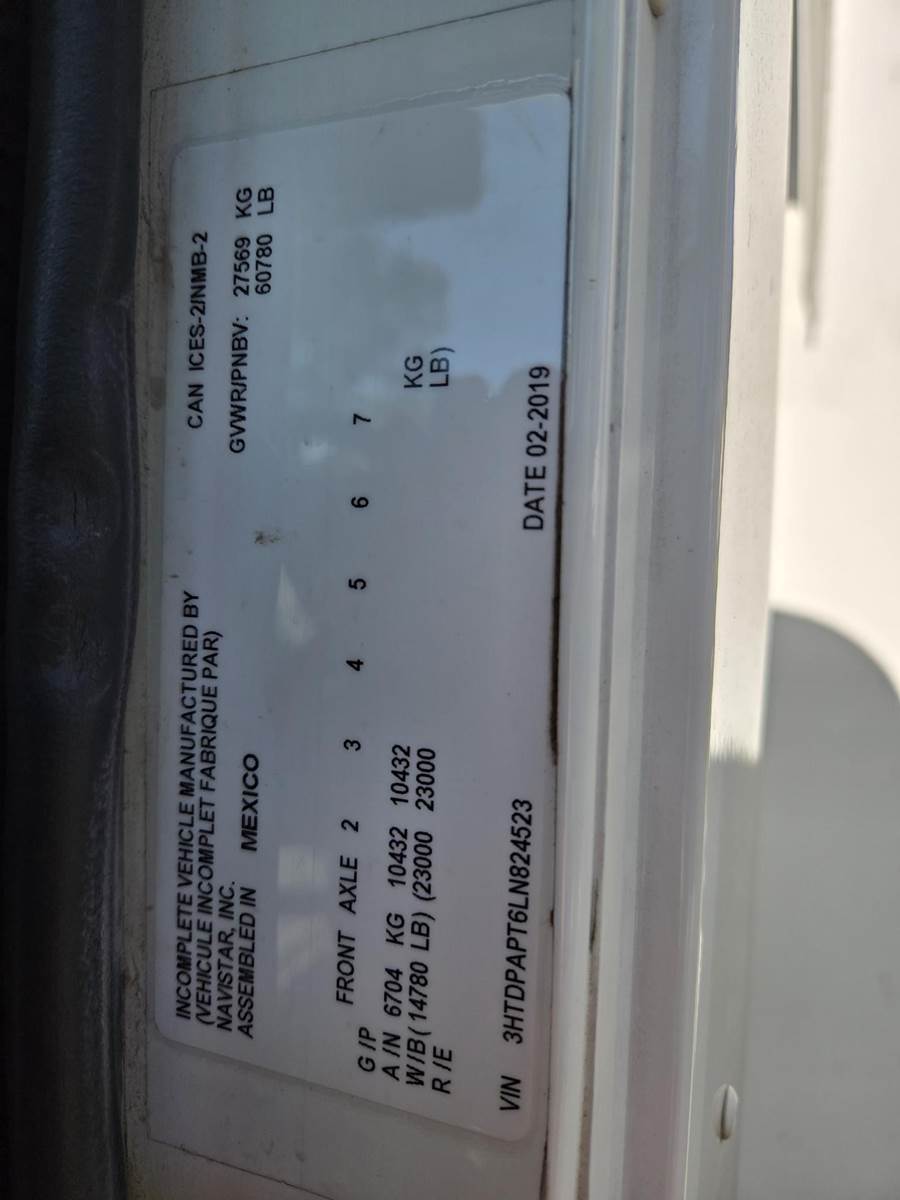 INCOMPLETE VEHICLE MANUFACTURED BY
(VEHICULE INCOMPLET FABRIQUE PAR)
NAVISTAR, INC.
ASSEMBLED IN MEXICO
CAN ICES-2/NMB-2
GVWR/PNBV: 27569 KG
60780 LB
FRONT AXLE 2 3 4 5 6 7
G /P
A /IN 6704 KG 10432 10432 KG
W/B( 14780 LB) (23000 23000 LB)
R /E
VIN 3HTDPAPT6LN824523 DATE 02-2019